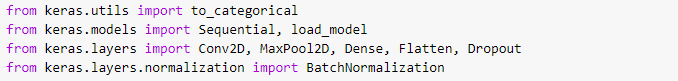 from keras.utils import to_categorical
from keras.models import Sequential, load_model
from keras.layers import Conv2D, MaxPool2D, Dense, Flatten, Dropout
from keras.layers.normalization import BatchNormalization